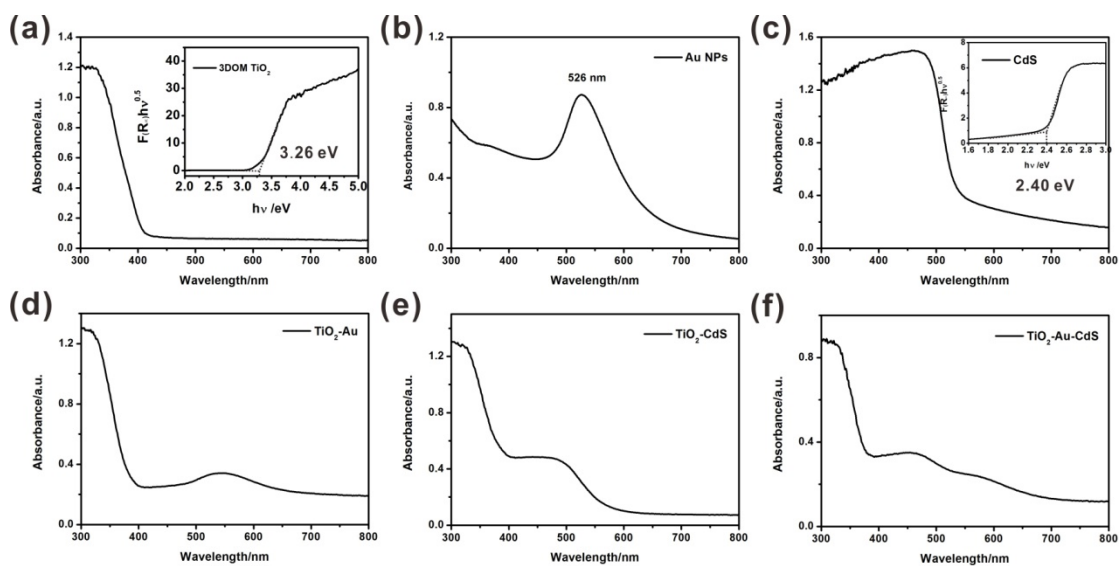 (a)
1.4
1.2
1.0
0.8
0.6
0.4
0.2
0.0
300 400 500 600 700 800
Absorbance/a.u.
Wavelength/nm
40
30
20
10
0
2.0 2.5 3.0 3.5 4.0 4.5 5.0
F(R∞)hν^0.5
hν /eV
3DOM TiO₂
3.26 eV
(b)
1.2
0.9
0.6
0.3
0.0
300 400 500 600 700 800
Absorbance/a.u.
Wavelength/nm
Au NPs
526 nm
(c)
1.6
1.2
0.8
0.4
0.0
300 400 500 600 700 800
Absorbance/a.u.
Wavelength/nm
8
6
4
2
0
1.6 1.8 2.0 2.2 2.4 2.6 2.8 3.0
F(R∞)hν^0.5
hν /eV
CdS
2.40 eV
(d)
1.2
0.8
0.4
0.0
300 400 500 600 700 800
Absorbance/a.u.
Wavelength/nm
TiO₂-Au
(e)
1.2
0.8
0.4
0.0
300 400 500 600 700 800
Absorbance/a.u.
Wavelength/nm
TiO₂-CdS
(f)
0.8
0.4
0.0
300 400 500 600 700 800
Absorbance/a.u.
Wavelength/nm
TiO₂-Au-CdS